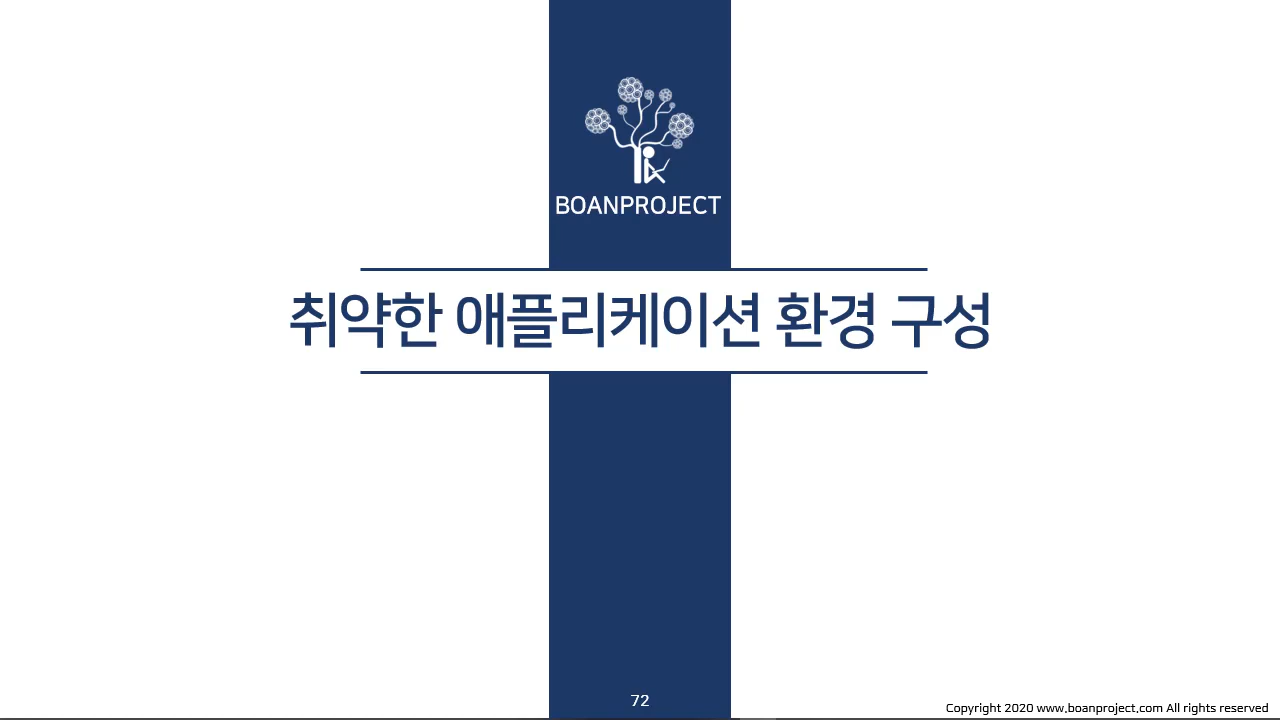 BOANPROJECT
취약한 애플리케이션 환경 구성
72
Copyright 2020 www.boanproject.com All rights reserved